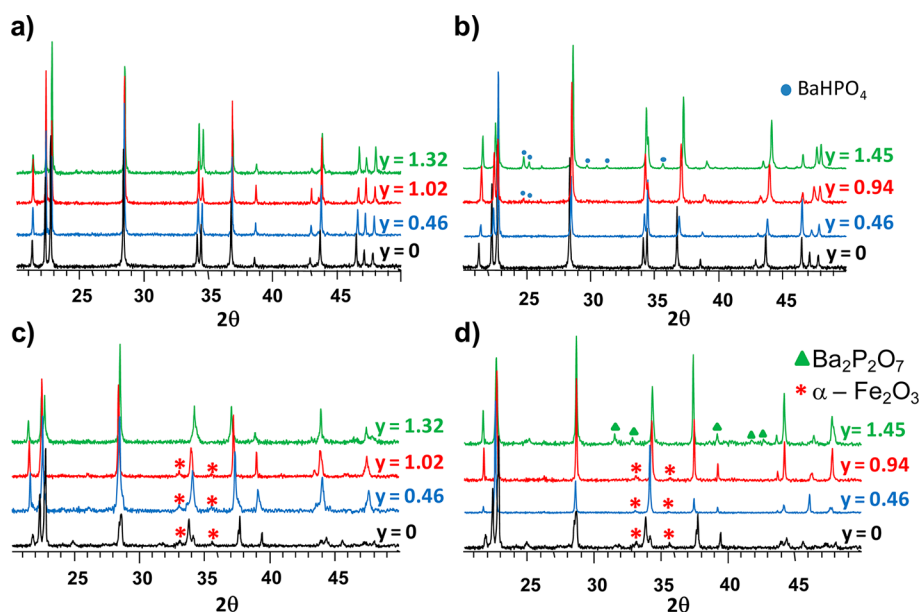 a)
y = 1.32
y = 1.02
y = 0.46
y = 0
20 25 30 35 40 45
2θ
b)
BaHPO₄
y = 1.45
y = 0.94
y = 0.46
y = 0
25 30 35 40 45
2θ
c)
y = 1.32
y = 1.02
y = 0.46
y = 0
* * * * * *
25 30 35 40 45
2θ
d)
Ba₂P₂O₇
* α – Fe₂O₃
y = 1.45
y = 0.94
y = 0.46
y = 0
* * * * * *
20 25 30 35 40 45
2θ